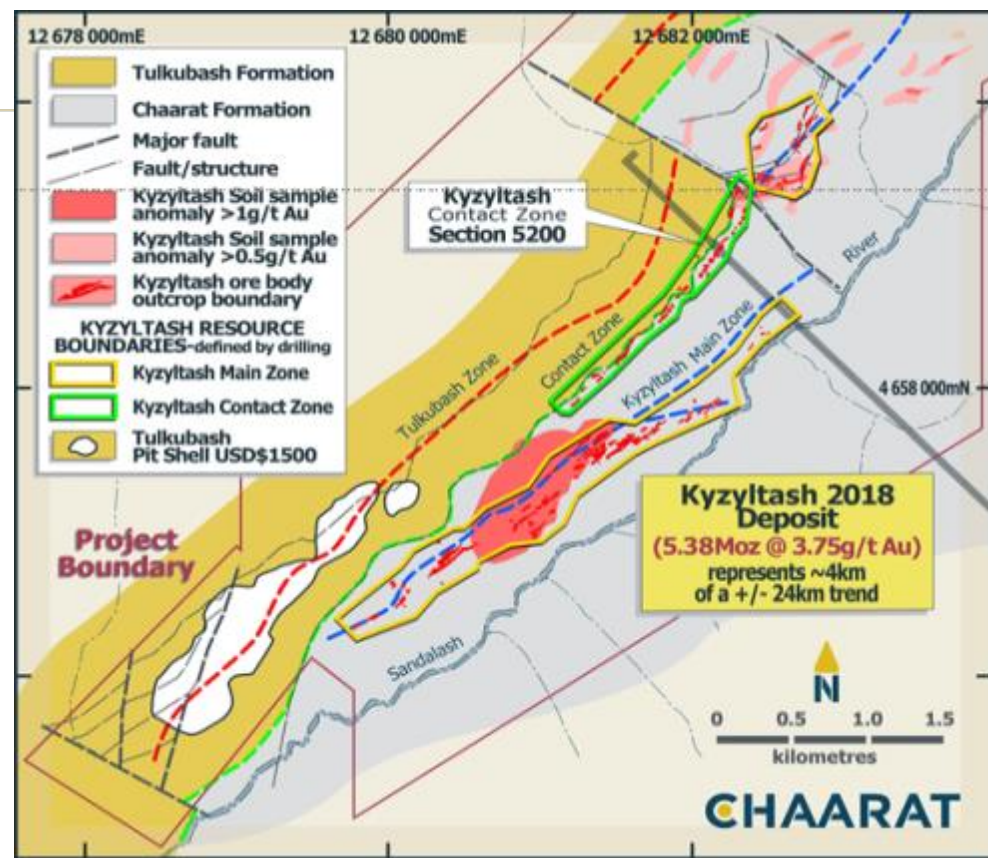 12 678 000mE
12 680 000mE
12 682 000mE
Tulkubash Formation
Chaarat Formation
Major fault
Fault/structure
Kyzyltash Soil sample
anomaly >1g/t Au
Kyzyltash Soil sample
anomaly >0.5g/t Au
Kyzyltash ore body
outcrop boundary
KYZYLTASH RESOURCE
BOUNDARIES-defined by drilling
Kyzyltash Main Zone
Kyzyltash Contact Zone
Tulkubash
Pit Shell USD$1500
Kyzyltash
Contact Zone
Section 5200
River
Contact Zone
Kyzyltash Main Zone
Tulkubash Zone
4 658 000mN
Kyzyltash 2018
Deposit
(5.38Moz @ 3.75g/t Au)
represents ~4km
of a +/- 24km trend
Project
Boundary
Sandalash
N
0 0.5 1.0 1.5
kilometres
CHAARAT